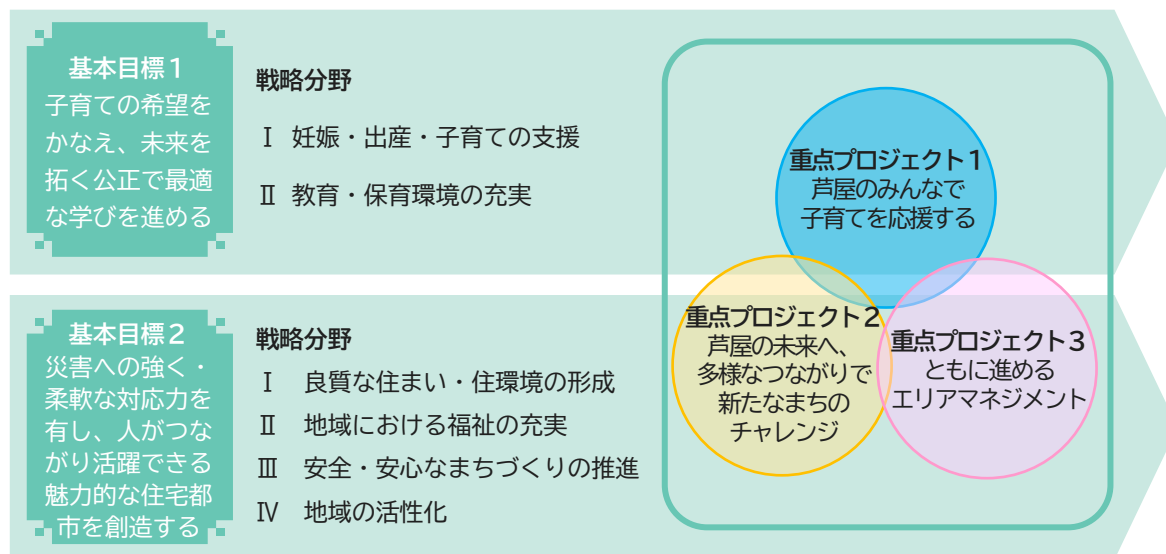 基本目標1
子育ての希望を
かなえ、未来を
拓く公正で最適
な学びを進める
戦略分野
Ⅰ 妊娠・出産・子育ての支援
Ⅱ 教育・保育環境の充実
重点プロジェクト1
芦屋のみんなで
子育てを応援する
基本目標2
災害への強く・
柔軟な対応力を
有し、人がつな
がり活躍できる
魅力的な住宅都
市を創造する
戦略分野
Ⅰ 良質な住まい・住環境の形成
Ⅱ 地域における福祉の充実
Ⅲ 安全・安心なまちづくりの推進
Ⅳ 地域の活性化
重点プロジェクト2
芦屋の未来へ、
多様なつながりで
新たなまちの
チャレンジ
重点プロジェクト3
ともに進める
エリアマネジメント